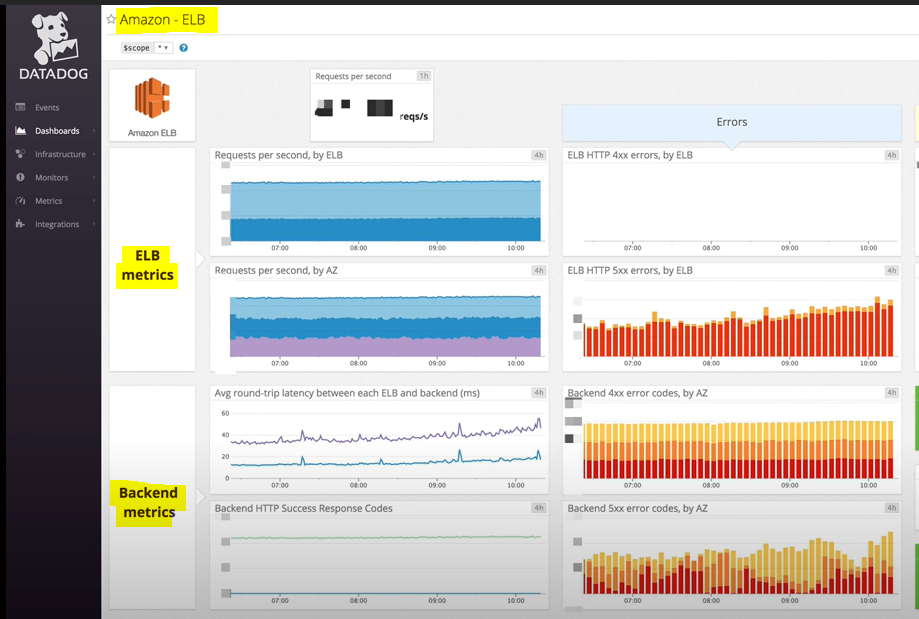 Amazon - ELB
$scope * ▾ ?
DATADOG
Events
Dashboards
Infrastructure
Monitors
Metrics
Integrations
Amazon ELB
Requests per second 1h
reqs/s
Errors
ELB
metrics
Requests per second, by ELB 4h
07:00 08:00 09:00 10:00
ELB HTTP 4xx errors, by ELB 4h
07:00 08:00 09:00 10:00
Requests per second, by AZ 4h
07:00 08:00 09:00 10:00
ELB HTTP 5xx errors, by ELB 4h
07:00 08:00 09:00 10:00
Backend
metrics
Avg round-trip latency between each ELB and backend (ms) 4h
60
40
20
0
07:00 08:00 09:00 10:00
Backend 4xx error codes, by AZ 4h
07:00 08:00 09:00 10:00
Backend HTTP Success Response Codes 4h
07:00 08:00 09:00 10:00
Backend 5xx error codes, by AZ 4h
07:00 08:00 09:00 10:00